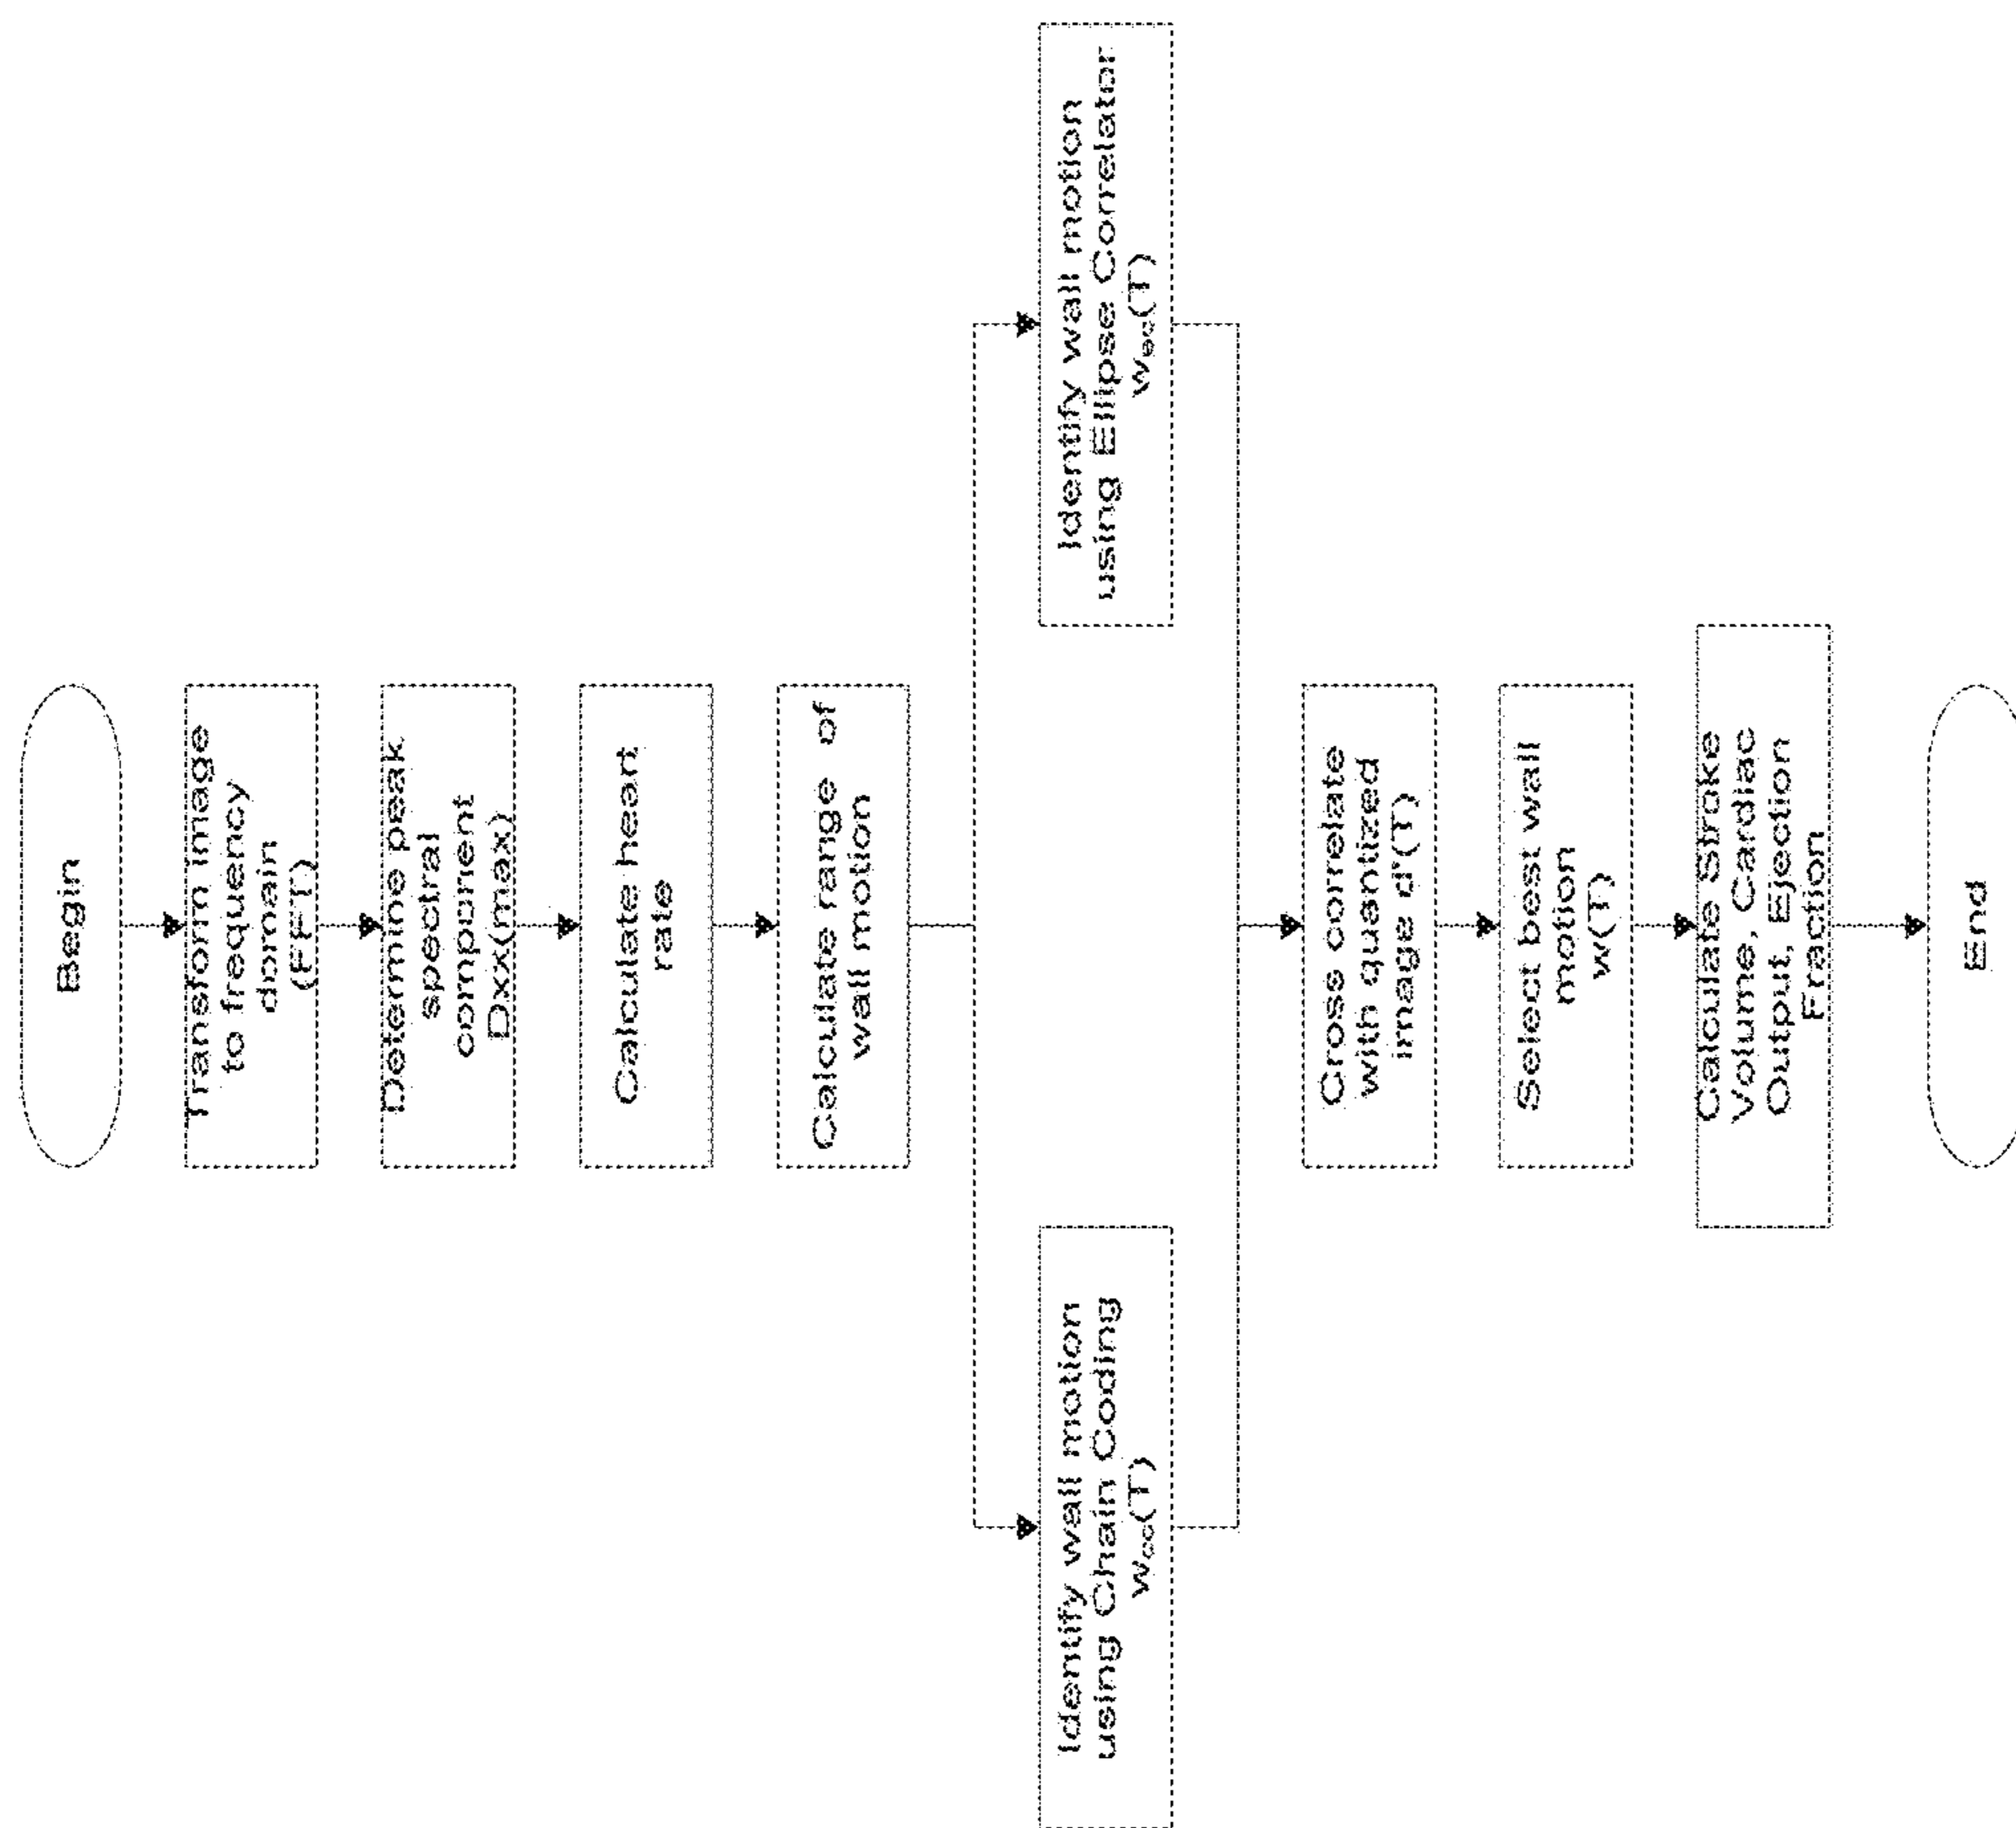 Begin
Transform image
to frequency
domain
(FFT)
Determine peak
spectral
component
Dxx(max)
Calculate heart
rate
Calculate range of
wall motion
Identify wall motion
using Chain Coding
Wcc(T)
Identify wall motion
using Ellipse Correlator
Wec(T)
Cross correlate
with quantized
image d'(T)
Select best wall
motion
w(T)
Calculate Stroke
Volume, Cardiac
Output, Ejection
Fraction
End